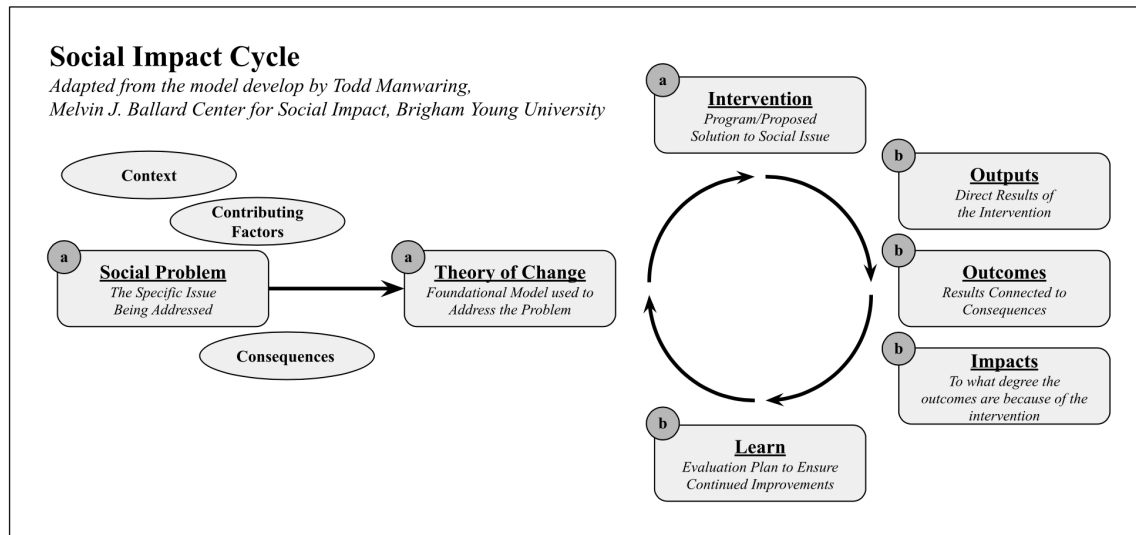 Social Impact Cycle
Adapted from the model develop by Todd Manwaring,
Melvin J. Ballard Center for Social Impact, Brigham Young University
Context
Contributing
Factors
a
Social Problem
The Specific Issue
Being Addressed
Consequences
a
Theory of Change
Foundational Model used to
Address the Problem
a
Intervention
Program/Proposed
Solution to Social Issue
b
Outputs
Direct Results of
the Intervention
b
Outcomes
Results Connected to
Consequences
b
Impacts
To what degree the
outcomes are because of the
intervention
b
Learn
Evaluation Plan to Ensure
Continued Improvements